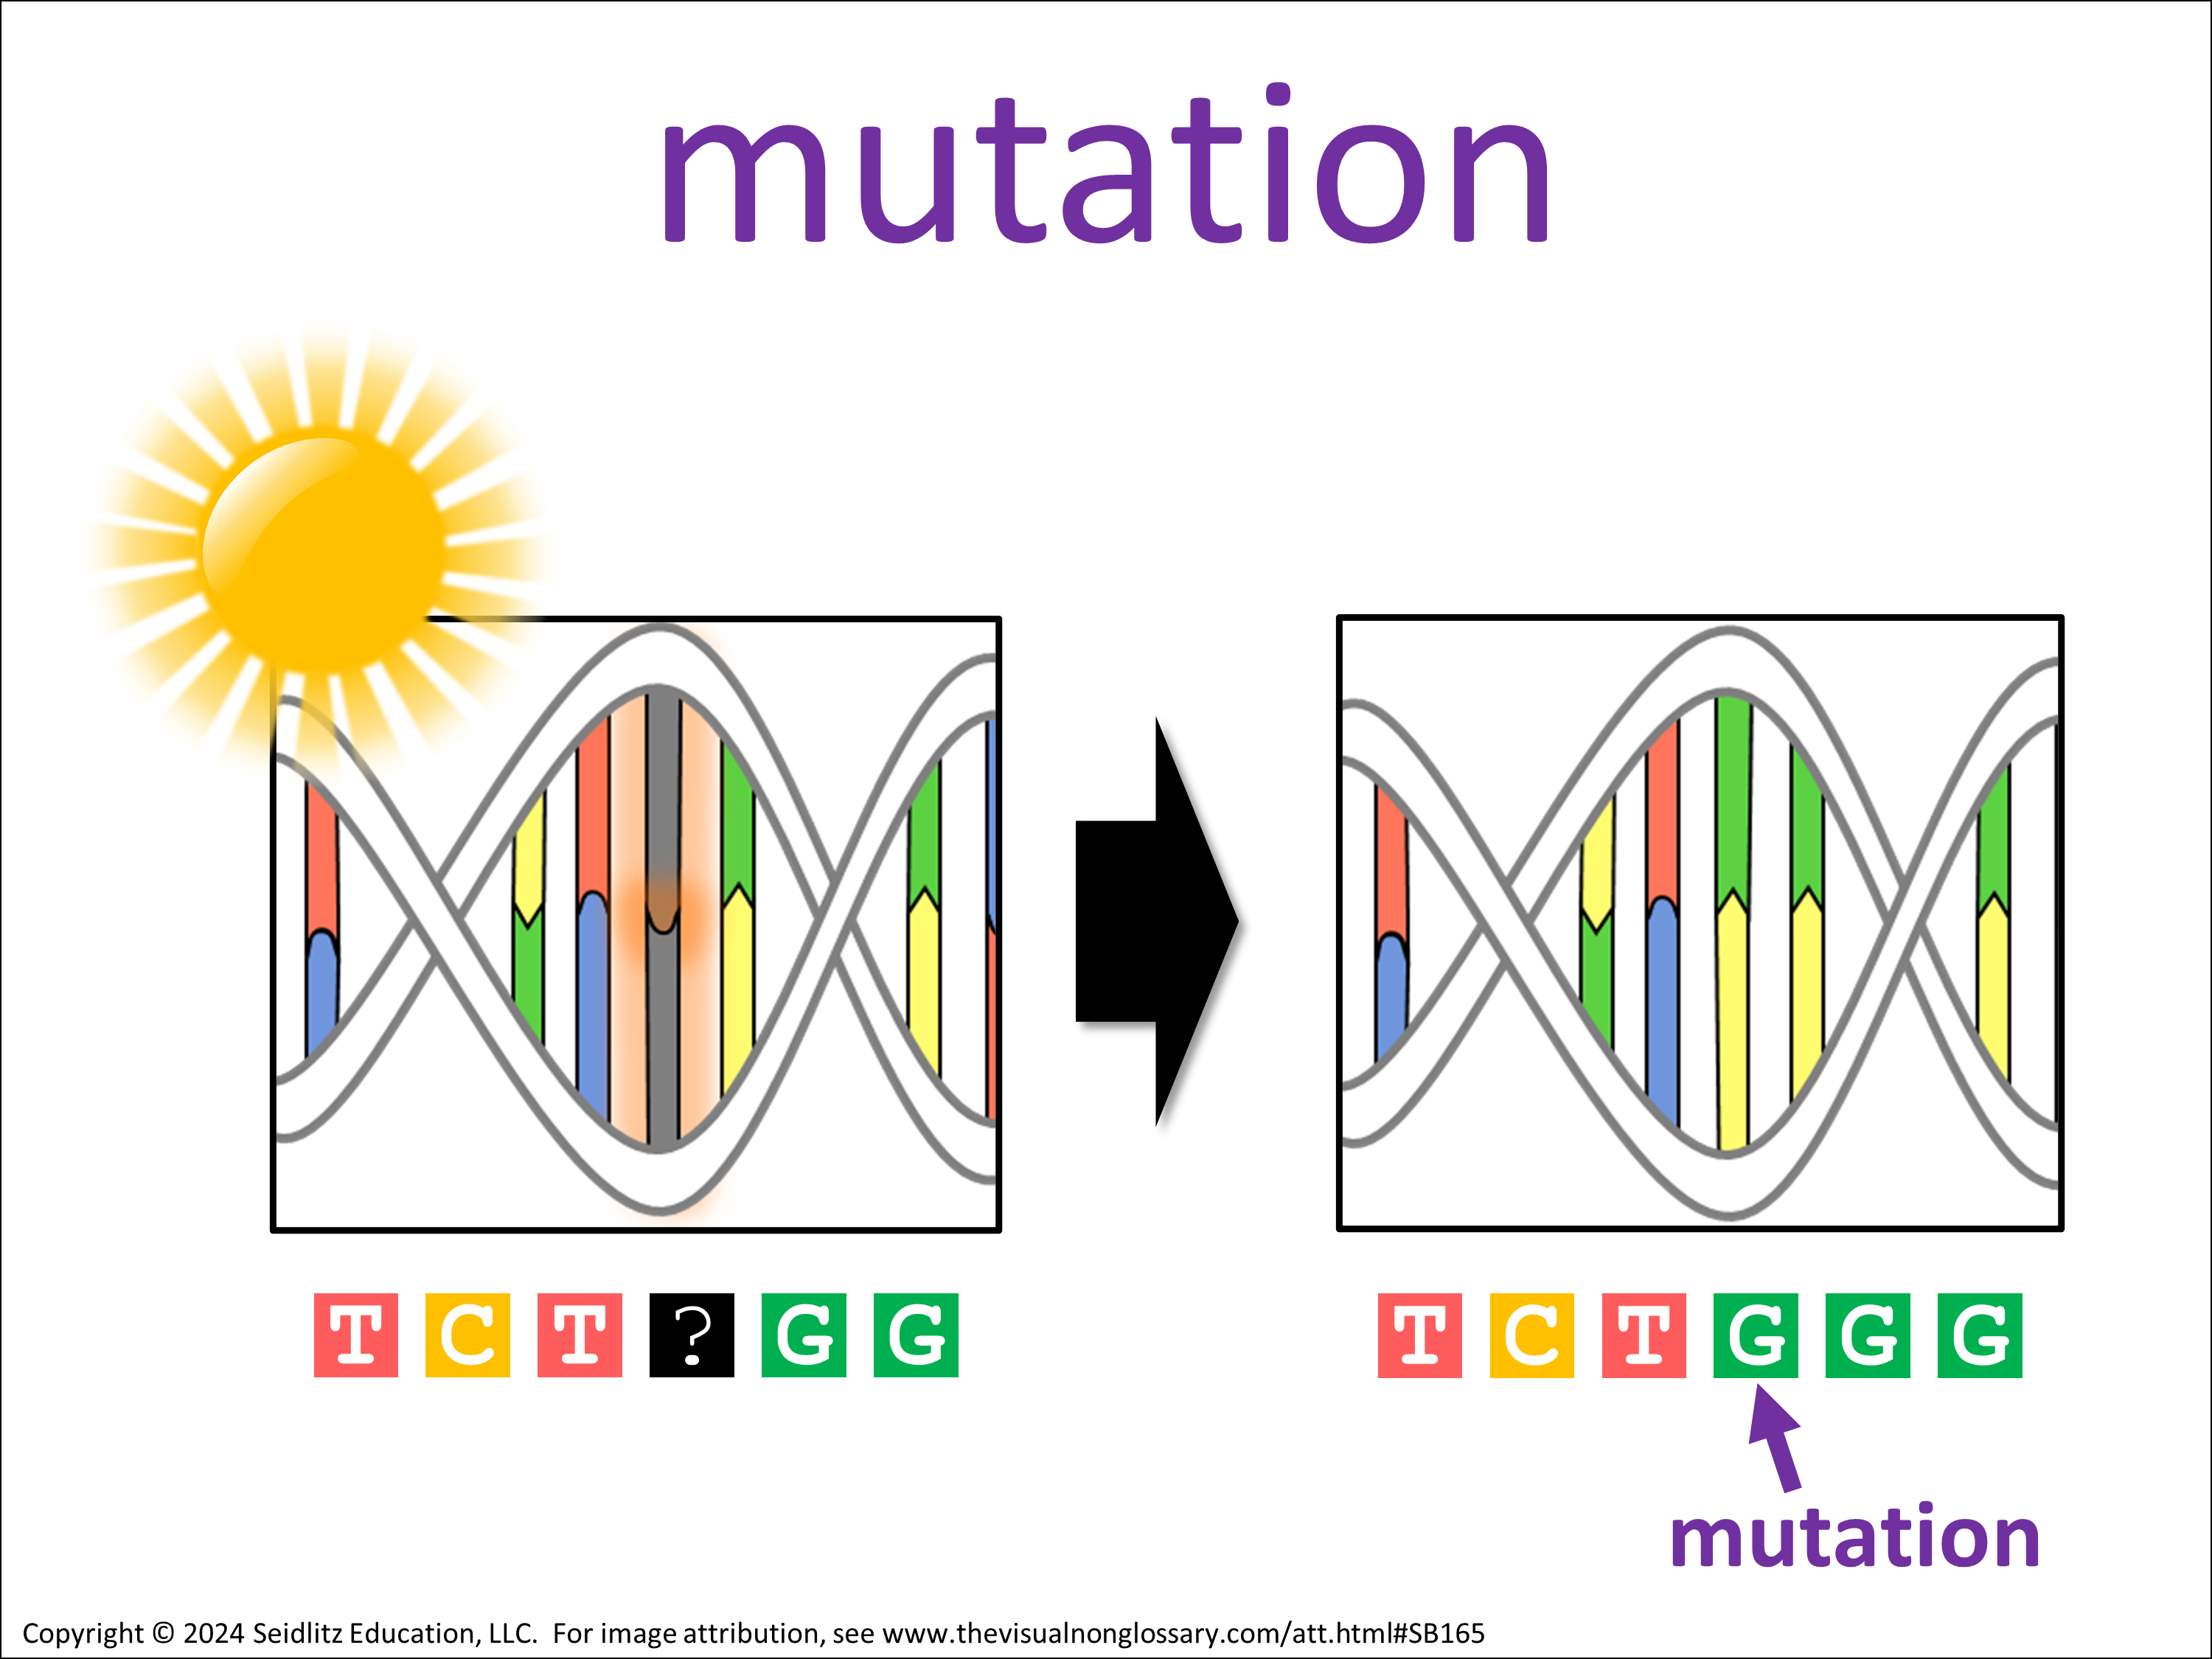 mutation
T C T ? G G
T C T G G G
mutation
Copyright © 2024 Seidlitz Education, LLC.  For image attribution, see www.thevisualnonglossary.com/att.html#SB165